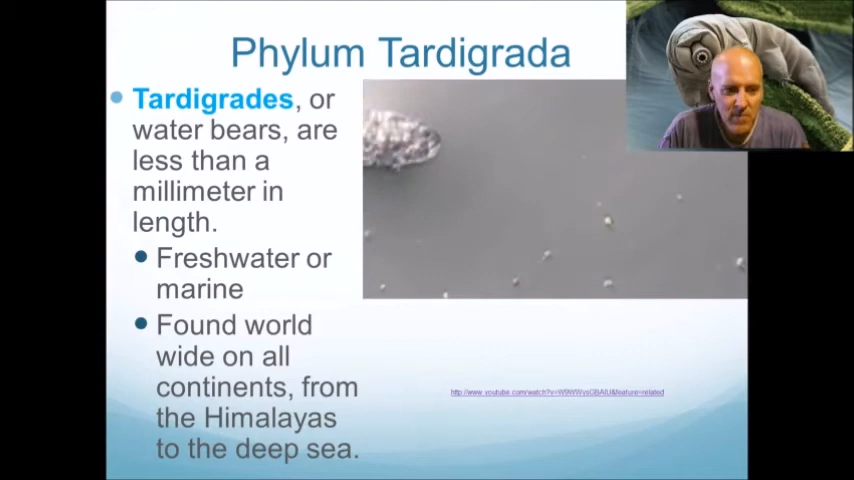 Phylum Tardigrada
Tardigrades, or
water bears, are
less than a
millimeter in
length.
Freshwater or
marine
Found world
wide on all
continents, from
the Himalayas
to the deep sea.